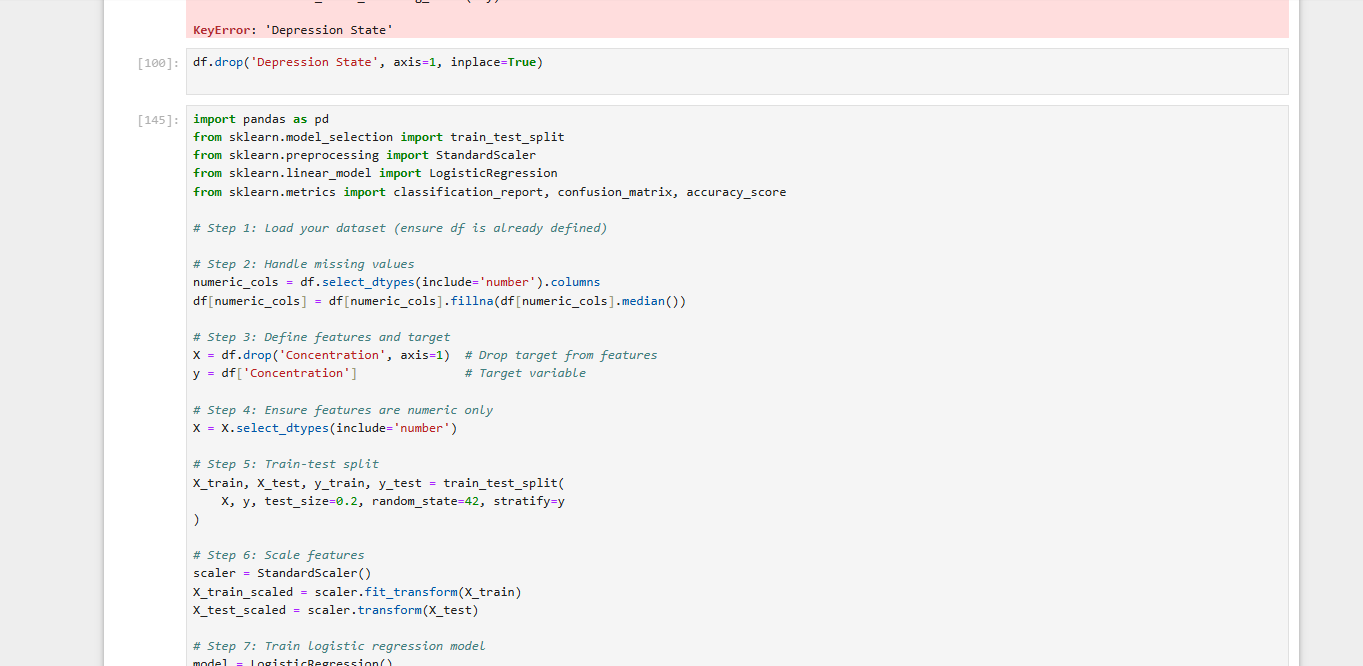 KeyError: 'Depression State'
[100]: df.drop('Depression State', axis=1, inplace=True)
[145]: import pandas as pd
from sklearn.model_selection import train_test_split
from sklearn.preprocessing import StandardScaler
from sklearn.linear_model import LogisticRegression
from sklearn.metrics import classification_report, confusion_matrix, accuracy_score
# Step 1: Load your dataset (ensure df is already defined)
# Step 2: Handle missing values
numeric_cols = df.select_dtypes(include='number').columns
df[numeric_cols] = df[numeric_cols].fillna(df[numeric_cols].median())
# Step 3: Define features and target
X = df.drop('Concentration', axis=1)  # Drop target from features
y = df['Concentration']               # Target variable
# Step 4: Ensure features are numeric only
X = X.select_dtypes(include='number')
# Step 5: Train-test split
X_train, X_test, y_train, y_test = train_test_split(
    X, y, test_size=0.2, random_state=42, stratify=y
)
# Step 6: Scale features
scaler = StandardScaler()
X_train_scaled = scaler.fit_transform(X_train)
X_test_scaled = scaler.transform(X_test)
# Step 7: Train logistic regression model
model = LogisticRegression()